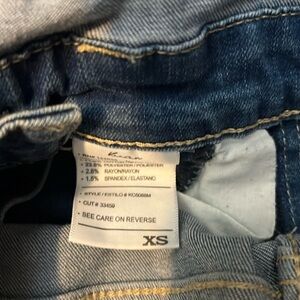 23.8% POLYESTER/POLIESTER
2.8% RAYON/RAYON
1.5% SPANDEX/ELASTANO
STYLE/ESTILO # KC5088M
CUT # 33459
SEE CARE ON REVERSE
XS